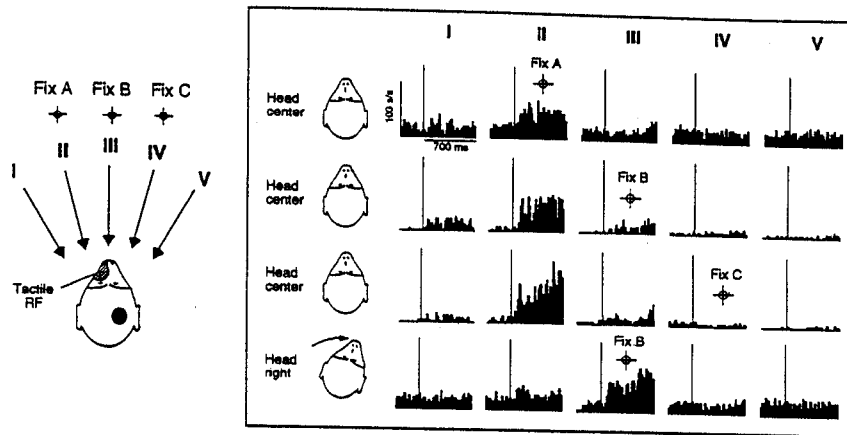 Fix A Fix B Fix C
I II III IV V
Tactile
RF
I II III IV V
Head
center
100 s/s
700 ms
Fix A
Head
center
Fix B
Head
center
Fix C
Head
right
Fix B